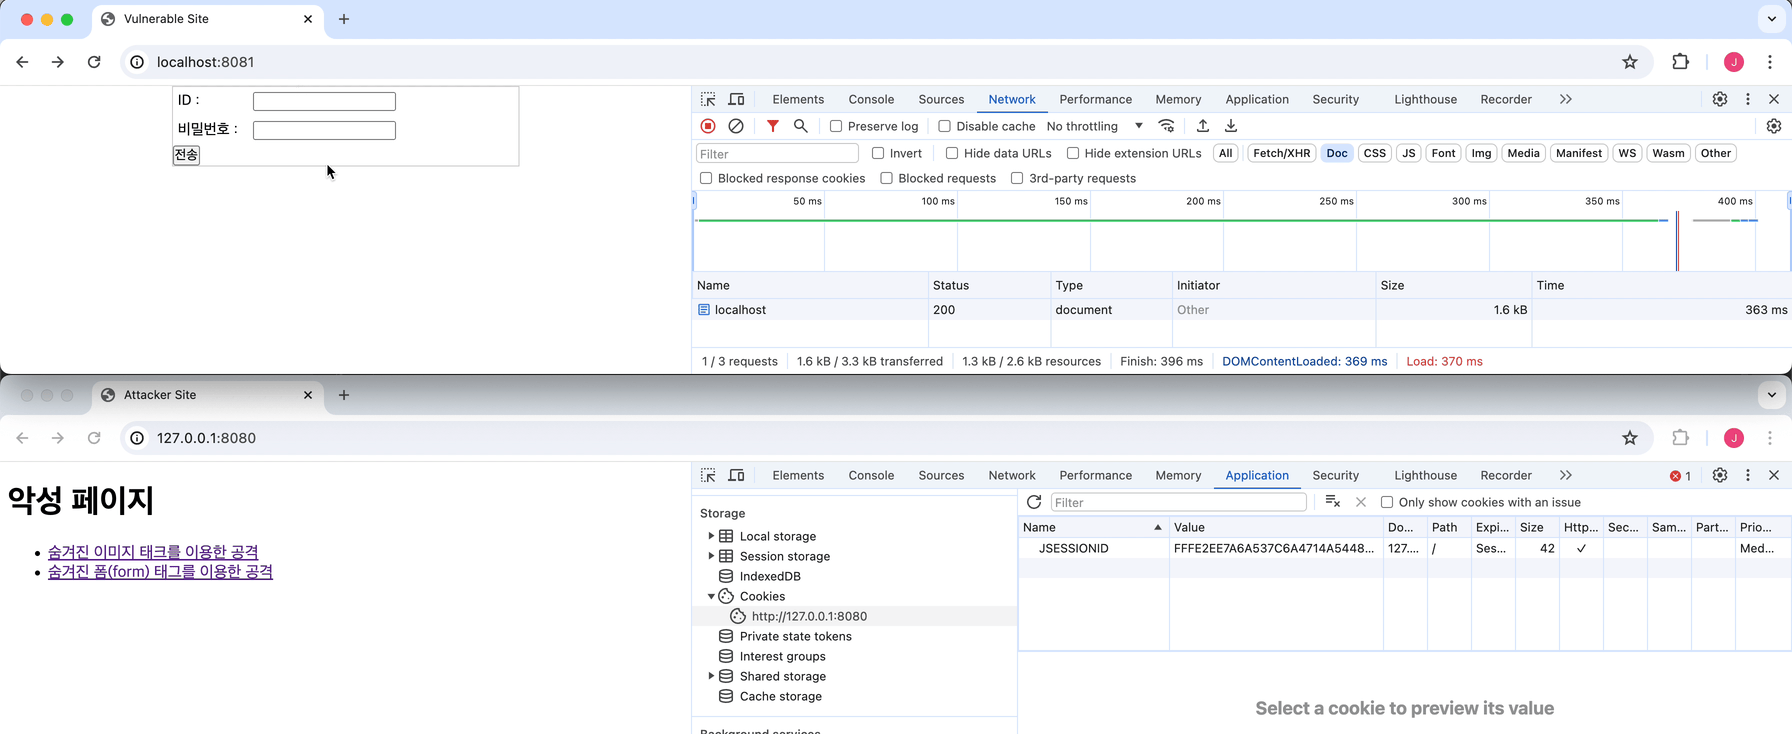 Vulnerable Site
localhost:8081
ID :
비밀번호 :
전송
Elements Console Sources Network Performance Memory Application Security Lighthouse Recorder
Preserve log Disable cache No throttling
Filter Invert Hide data URLs Hide extension URLs All Fetch/XHR Doc CSS JS Font Img Media Manifest WS Wasm Other
Blocked response cookies Blocked requests 3rd-party requests
50 ms 100 ms 150 ms 200 ms 250 ms 300 ms 350 ms 400 ms
Name Status Type Initiator Size Time
localhost 200 document Other 1.6 kB 363 ms
1 / 3 requests 1.6 kB / 3.3 kB transferred 1.3 kB / 2.6 kB resources Finish: 396 ms DOMContentLoaded: 369 ms Load: 370 ms
Attacker Site
127.0.0.1:8080
악성 페이지
숨겨진 이미지 태크를 이용한 공격
숨겨진 폼(form) 태그를 이용한 공격
Elements Console Sources Network Performance Memory Application Security Lighthouse Recorder 1
Storage
Local storage
Session storage
IndexedDB
Cookies
http://127.0.0.1:8080
Private state tokens
Interest groups
Shared storage
Cache storage
Background services
Filter Only show cookies with an issue
Name Value Do... Path Expi... Size Http... Sec... Sam... Part... Prio...
JSESSIONID FFFE2EE7A6A537C6A4714A5448... 127.... / Ses... 42 ✓ Med...
Select a cookie to preview its value